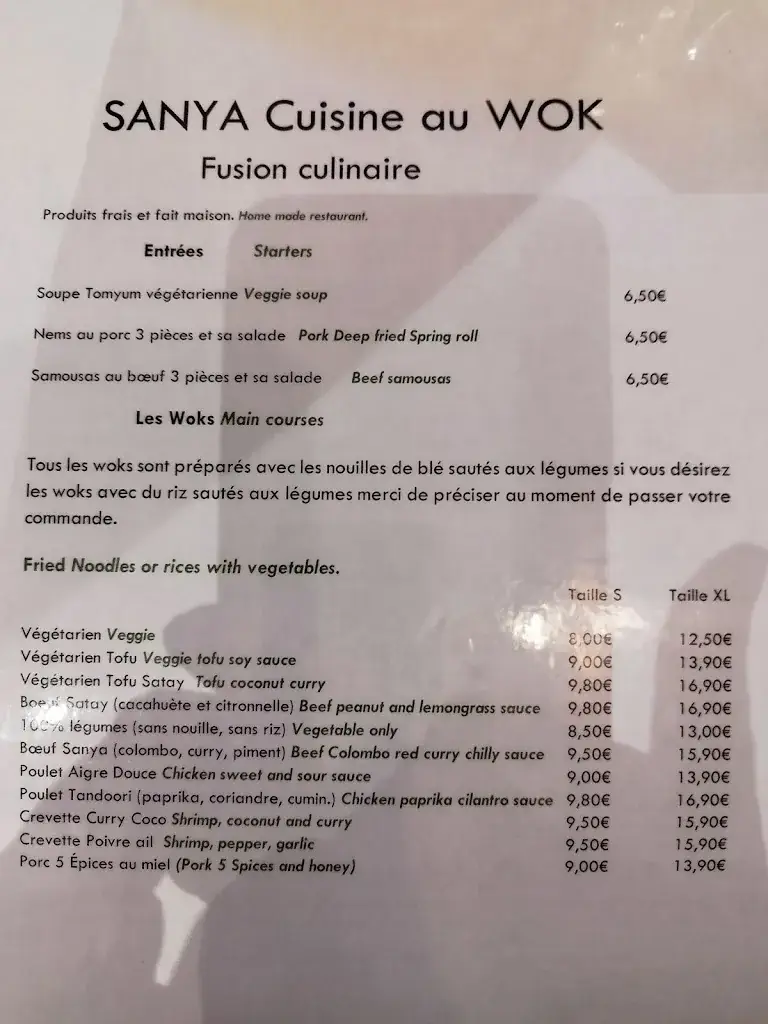 SANYA Cuisine au WOK
Fusion culinaire
Produits frais et fait maison. Home made restaurant.
Entrées Starters
Soupe Tomyum végétarienne Veggie soup 6,50€
Nems au porc 3 pièces et sa salade Pork Deep fried Spring roll 6,50€
Samousas au bœuf 3 pièces et sa salade Beef samousas 6,50€
Les Woks Main courses
Tous les woks sont préparés avec les nouilles de blé sautés aux légumes si vous désirez
les woks avec du riz sautés aux légumes merci de préciser au moment de passer votre
commande.
Fried Noodles or rices with vegetables.
Taille S Taille XL
Végétarien Veggie 8,00€ 12,50€
Végétarien Tofu Veggie tofu soy sauce 9,00€ 13,90€
Végétarien Tofu Satay Tofu coconut curry 9,80€ 16,90€
Boeuf Satay (cacahuète et citronnelle) Beef peanut and lemongrass sauce 9,80€ 16,90€
100% légumes (sans nouille, sans riz) Vegetable only 8,50€ 13,00€
Bœuf Sanya (colombo, curry, piment) Beef Colombo red curry chilly sauce 9,50€ 15,90€
Poulet Aigre Douce Chicken sweet and sour sauce 9,00€ 13,90€
Poulet Tandoori (paprika, coriandre, cumin.) Chicken paprika cilantro sauce 9,80€ 16,90€
Crevette Curry Coco Shrimp, coconut and curry 9,50€ 15,90€
Crevette Poivre ail Shrimp, pepper, garlic 9,50€ 15,90€
Porc 5 Épices au miel (Pork 5 Spices and honey) 9,00€ 13,90€